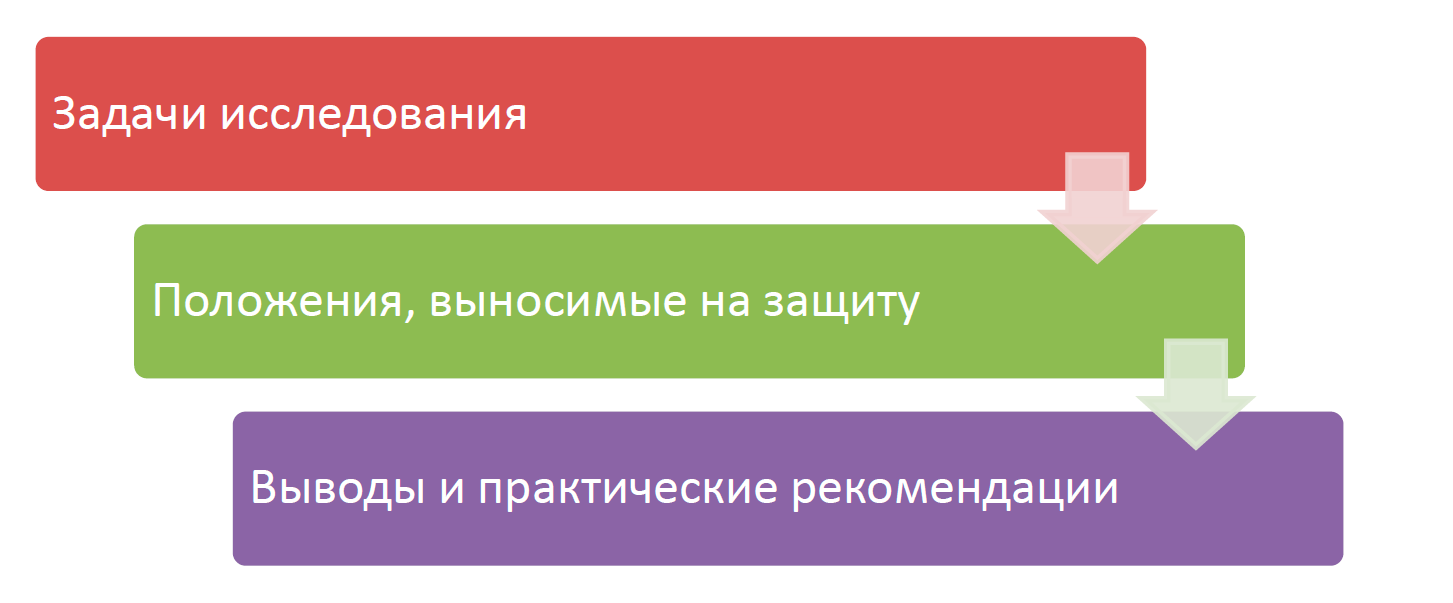 Задачи исследования
Положения, выносимые на защиту
Выводы и практические рекомендации